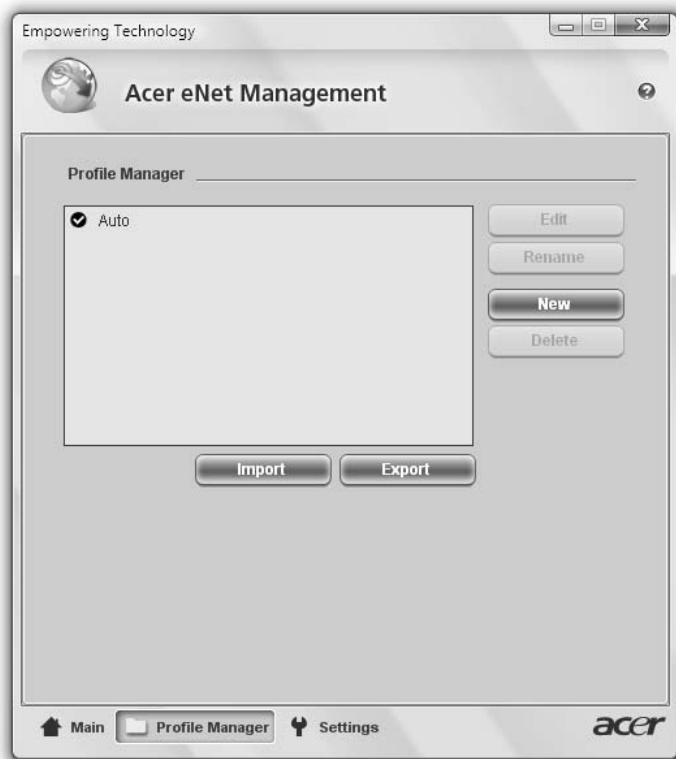 Empowering Technology
Acer eNet Management
Profile Manager
Auto
Edit
Rename
New
Delete
Import
Export
Main
Profile Manager
Settings
acer